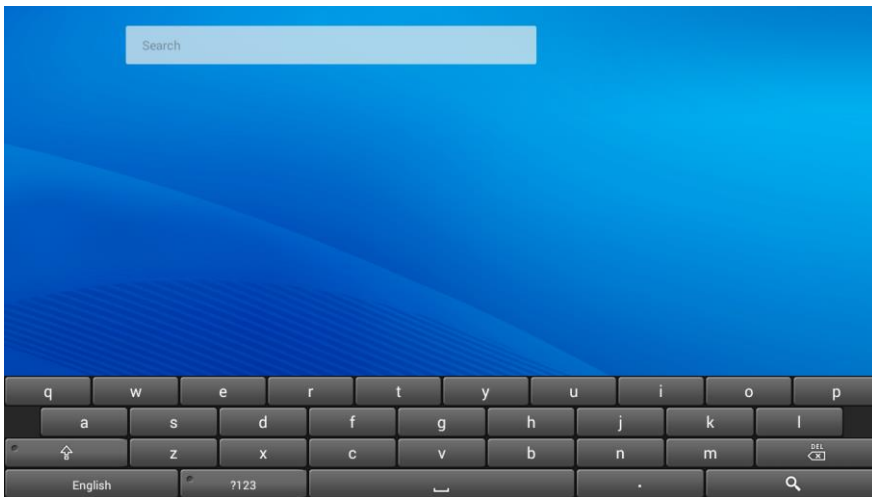 Search
q w e r t y u i o p
a s d f g h j k l
DEL
z x c v b n m
English ?123 .